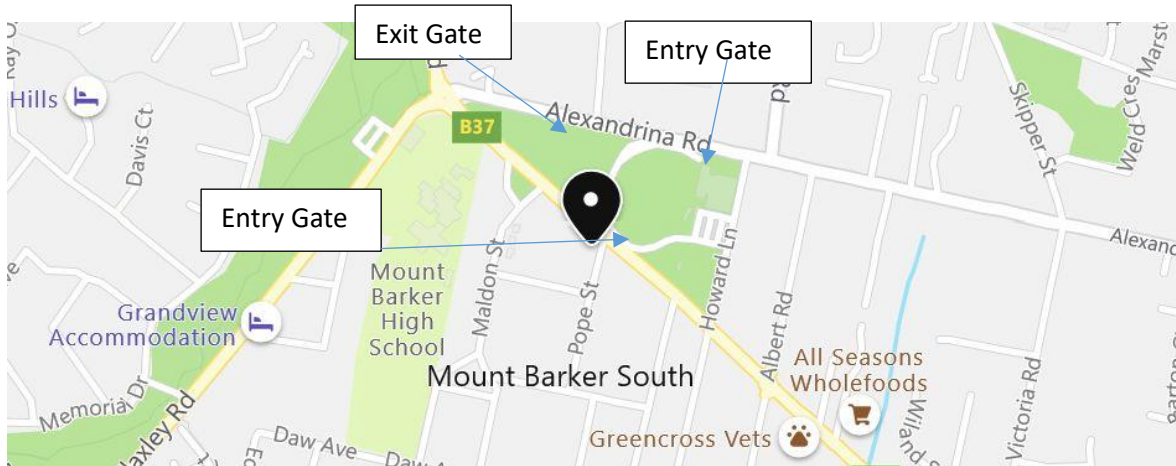 Exit Gate
Entry Gate
Hills
Davis Ct
B37
Alexandrina Rd
Skipper St
Weld Cres
Entry Gate
Maldon St
Mount
Barker
High
School
Pope St
Howard Ln
Albert Rd
Grandview
Accommodation
Mount Barker South
All Seasons
Wholefoods
Victoria Rd
Memorial Dr
Daw Ave
Greencross Vets